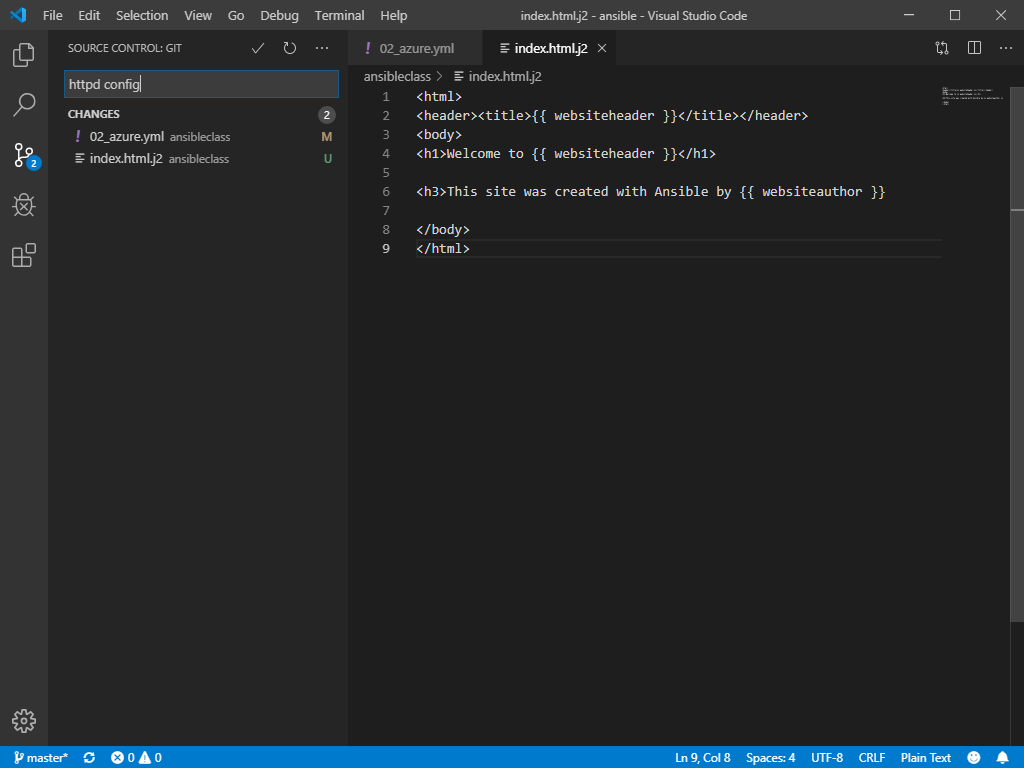 File Edit Selection View Go Debug Terminal Help index.html.j2 - ansible - Visual Studio Code
SOURCE CONTROL: GIT
httpd config
CHANGES 2
! 02_azure.yml ansibleclass M
index.html.j2 ansibleclass U
2
! 02_azure.yml index.html.j2
ansibleclass > index.html.j2
1 <html>
2 <header><title>{{ websiteheader }}</title></header>
3 <body>
4 <h1>Welcome to {{ websiteheader }}</h1>
5
6 <h3>This site was created with Ansible by {{ websiteauthor }}
7
8 </body>
9 </html>
master* 0 0 Ln 9, Col 8 Spaces: 4 UTF-8 CRLF Plain Text